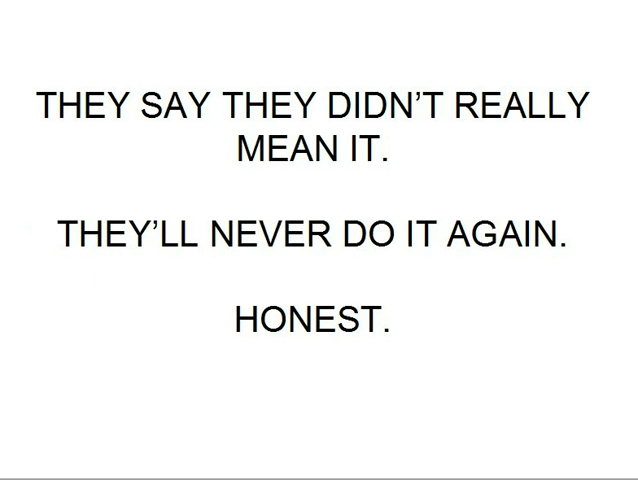 THEY SAY THEY DIDN’T REALLY
MEAN IT.
THEY’LL NEVER DO IT AGAIN.
HONEST.